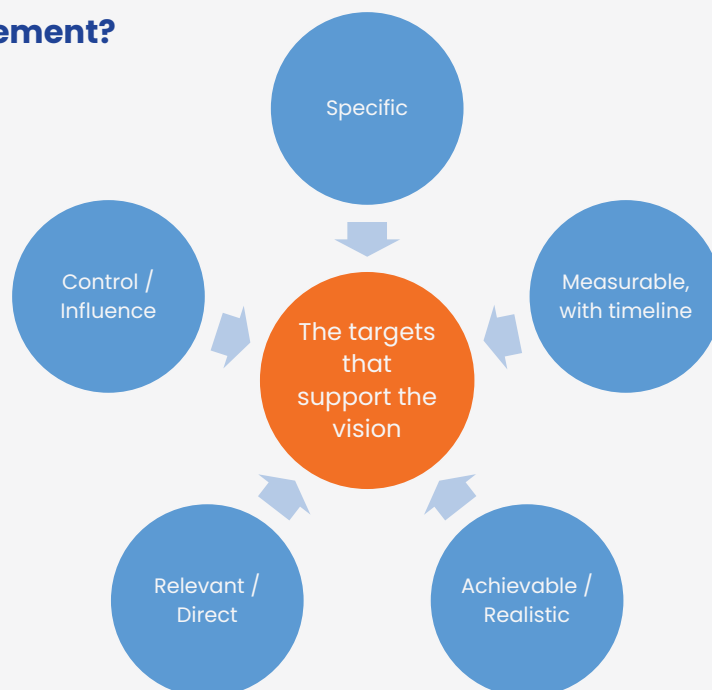 ement?
Specific
Control /
Influence
Measurable,
with timeline
The targets
that
support the
vision
Relevant /
Direct
Achievable /
Realistic